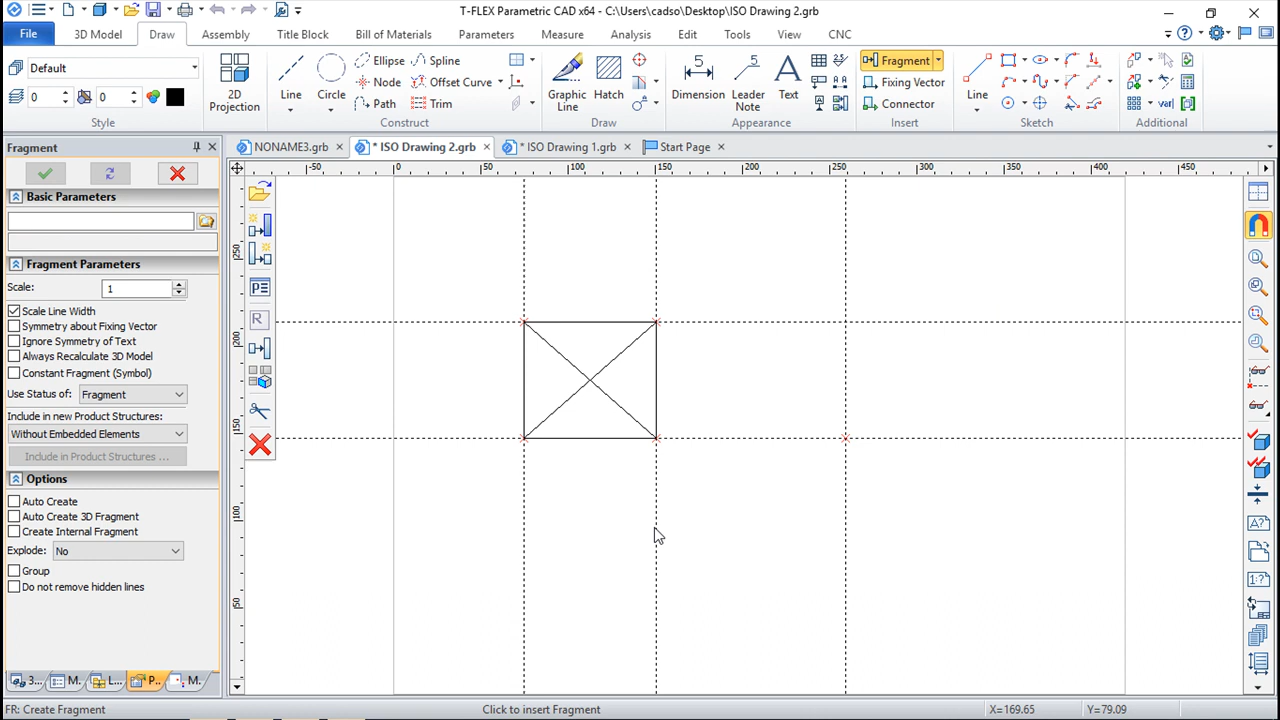 T-FLEX Parametric CAD x64 - C:\Users\cadso\Desktop\ISO Drawing 2.grb
File 3D Model Draw Assembly Title Block Bill of Materials Parameters Measure Analysis Edit Tools View CNC
Default
0 0
Style
2D Projection
Line
Circle
Ellipse
Node
Path
Spline
Offset Curve
Trim
Construct
Graphic Line
Hatch
Draw
5
Dimension
5
Leader Note
Text
Appearance
Fragment
Fixing Vector
Connector
Insert
Line
Sketch
var
Additional
Fragment
NONAME3.grb
* ISO Drawing 2.grb
* ISO Drawing 1.grb
Start Page
-50 0 50 100 150 200 250 300 350 400 450
Basic Parameters
Fragment Parameters
Scale: 1
Scale Line Width
Symmetry about Fixing Vector
Ignore Symmetry of Text
Always Recalculate 3D Model
Constant Fragment (Symbol)
Use Status of: Fragment
Include in new Product Structures:
Without Embedded Elements
Include in Product Structures ...
Options
Auto Create
Auto Create 3D Fragment
Create Internal Fragment
Explode: No
Group
Do not remove hidden lines
3... M. L... P.. M.
250
200
150
100
50
R
A?
1:?
FR: Create Fragment
Click to insert Fragment
X=169.65
Y=79.09